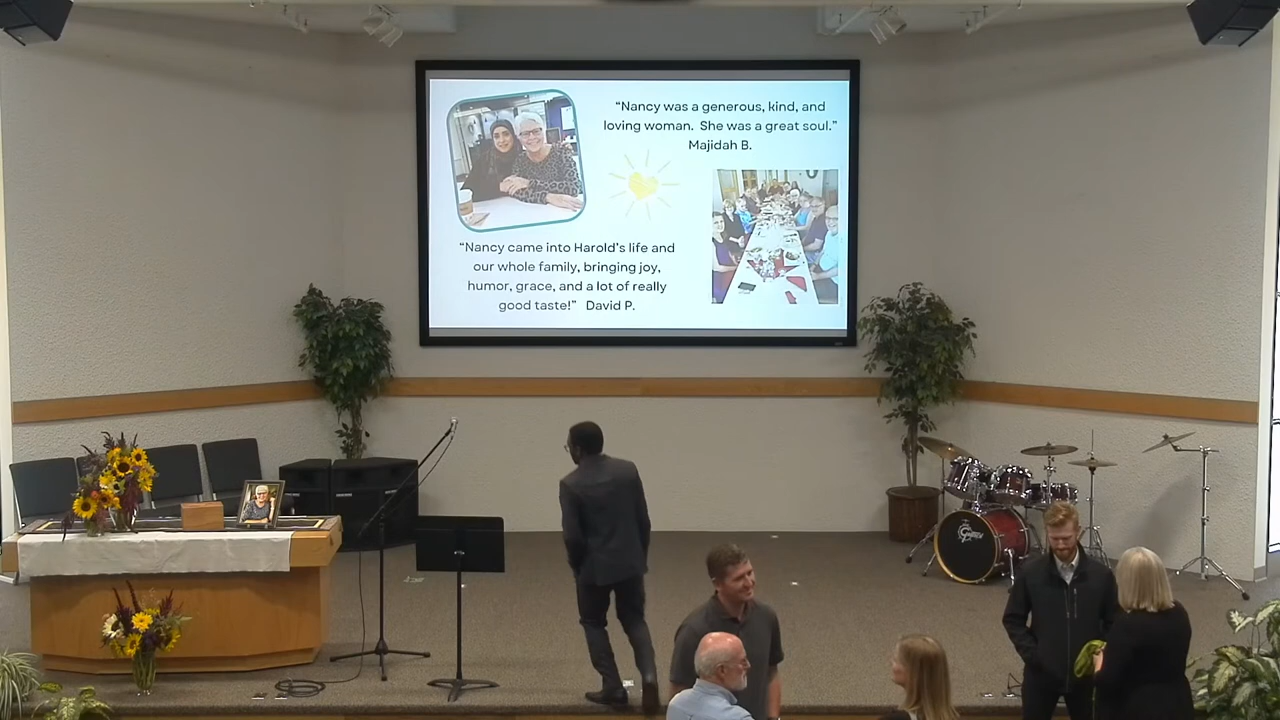 “Nancy was a generous, kind, and
loving woman. She was a great soul.”
Majidah B.
“Nancy came into Harold’s life and
our whole family, bringing joy,
humor, grace, and a lot of really
good taste!” David P.
GRETSCH